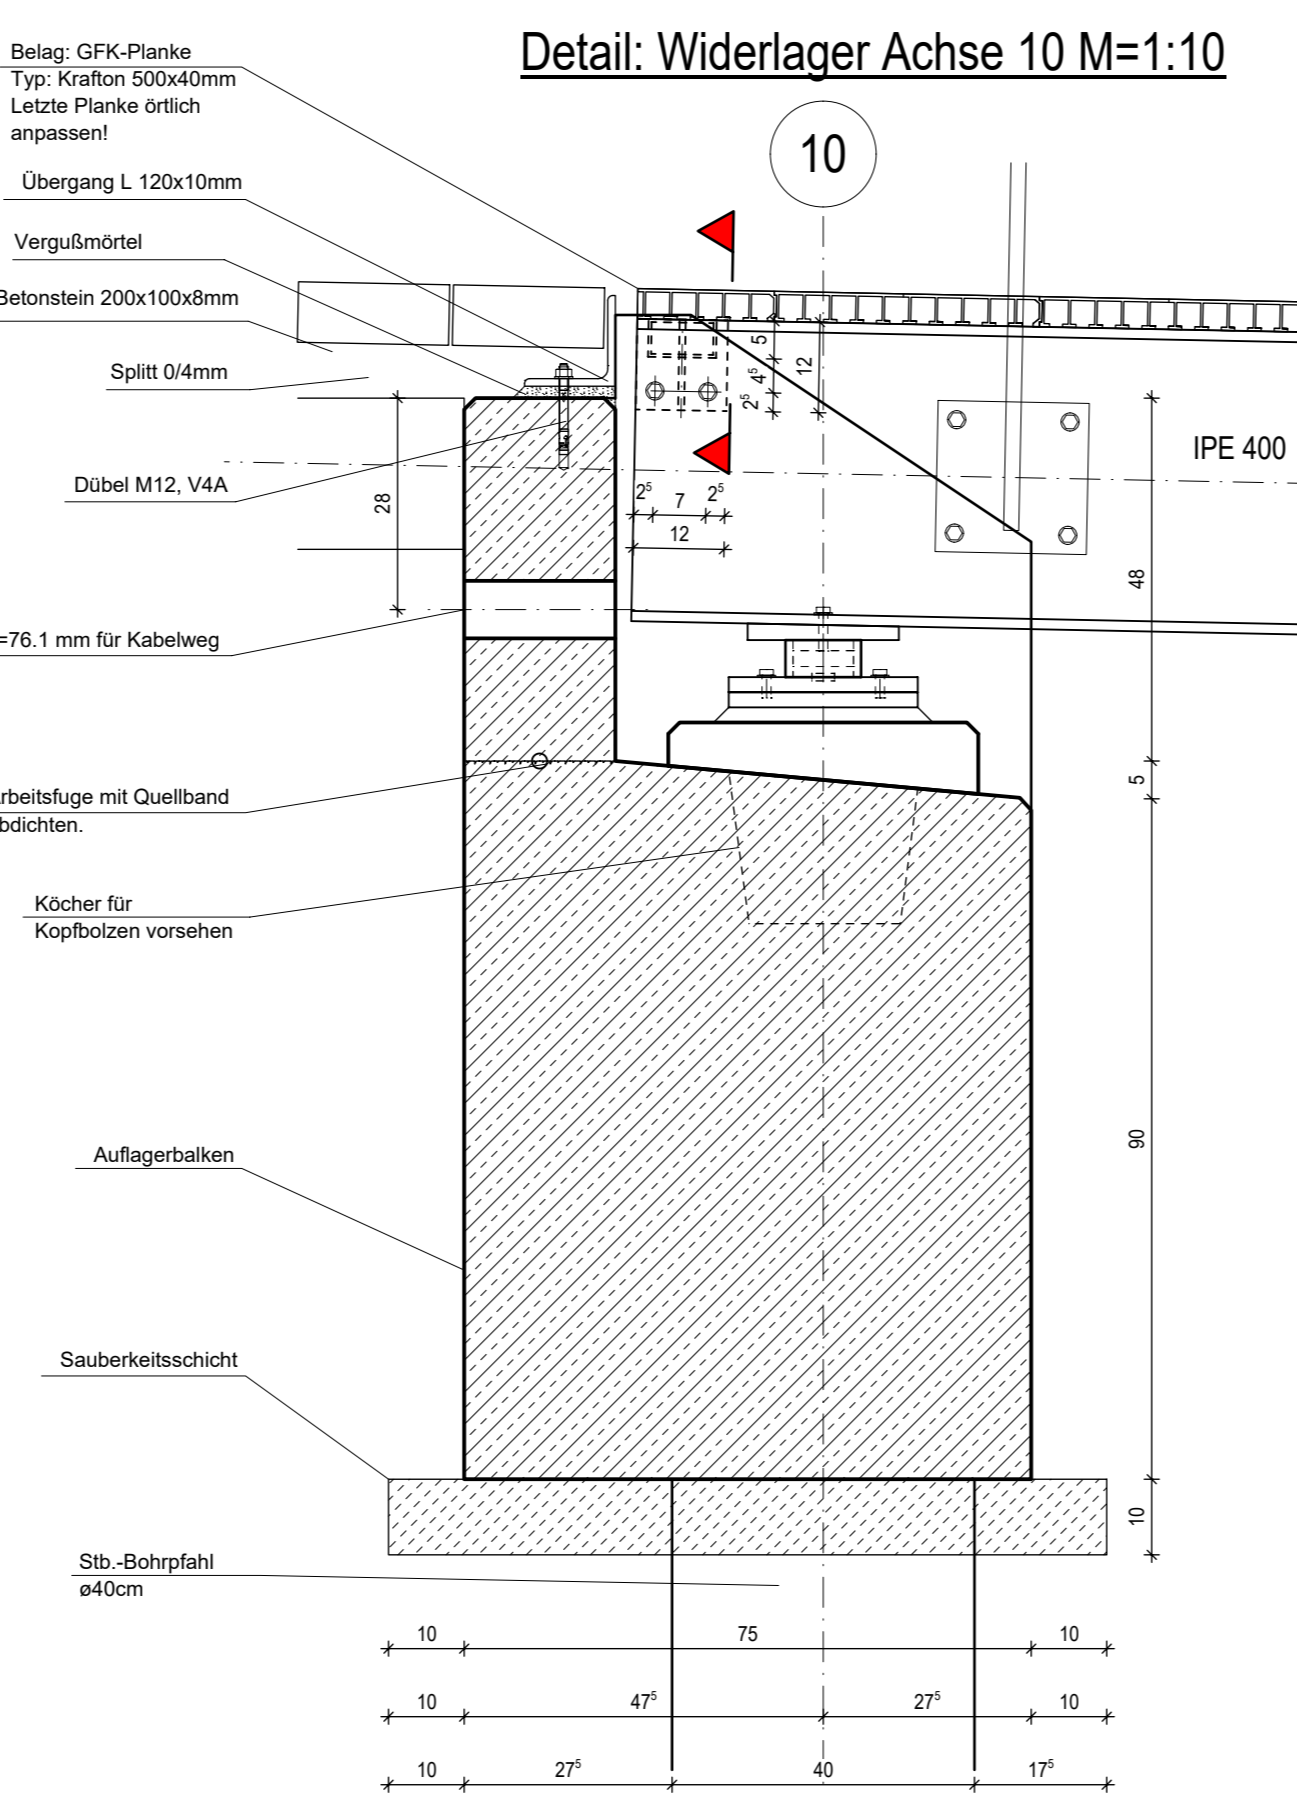 Detail: Widerlager Achse 10 M=1:10
Belag: GFK-Planke
Typ: Krafton 500x40mm
Letzte Planke örtlich
anpassen!
10
Übergang L 120x10mm
Vergußmörtel
Betonstein 200x100x8mm
Splitt 0/4mm
5
4⁵
2⁵
12
IPE 400
Dübel M12, V4A
28
2⁵ 7 2⁵
12
48
=76.1 mm für Kabelweg
5
rbeitsfuge mit Quellband
bdichten.
Köcher für
Kopfbolzen vorsehen
90
Auflagerbalken
Sauberkeitsschicht
10
Stb.-Bohrpfahl
ø40cm
10 75 10
10 47⁵ 27⁵ 10
10 27⁵ 40 17⁵